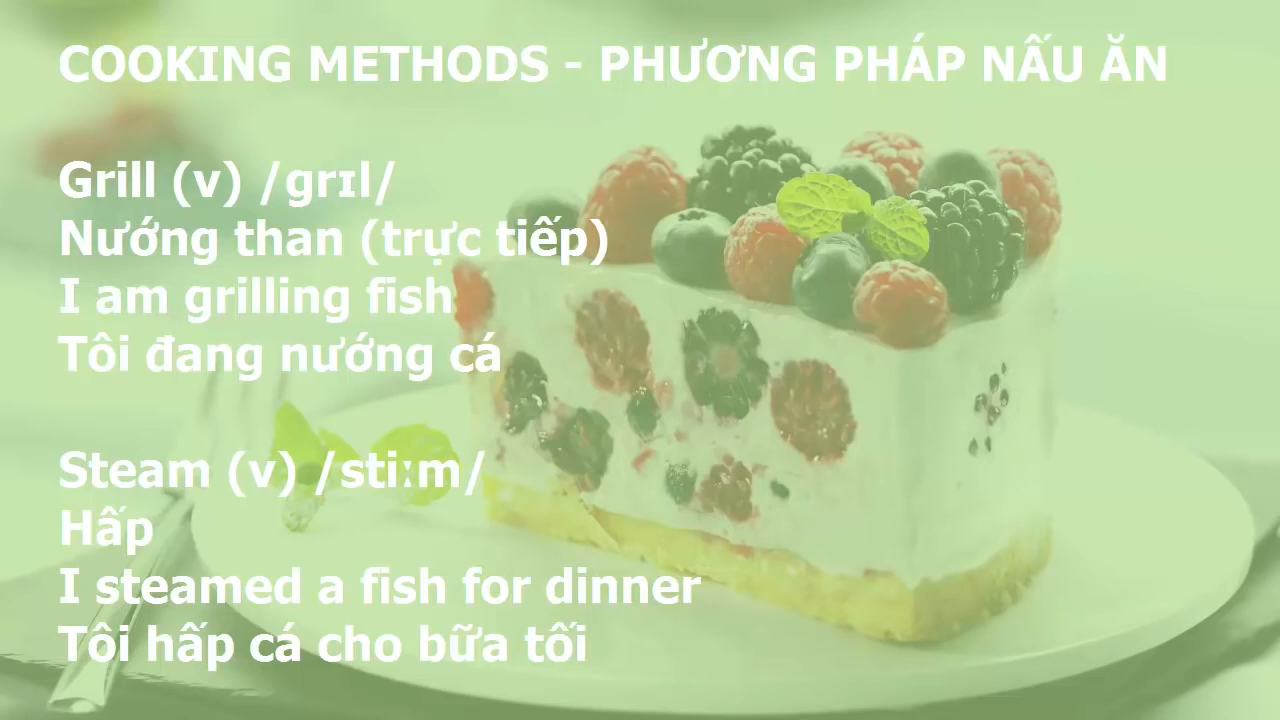 COOKING METHODS - PHƯƠNG PHÁP NẤU ĂN
Grill (v) /grɪl/
Nướng than (trực tiếp)
I am grilling fish
Tôi đang nướng cá
Steam (v) /stiːm/
Hấp
I steamed a fish for dinner
Tôi hấp cá cho bữa tối